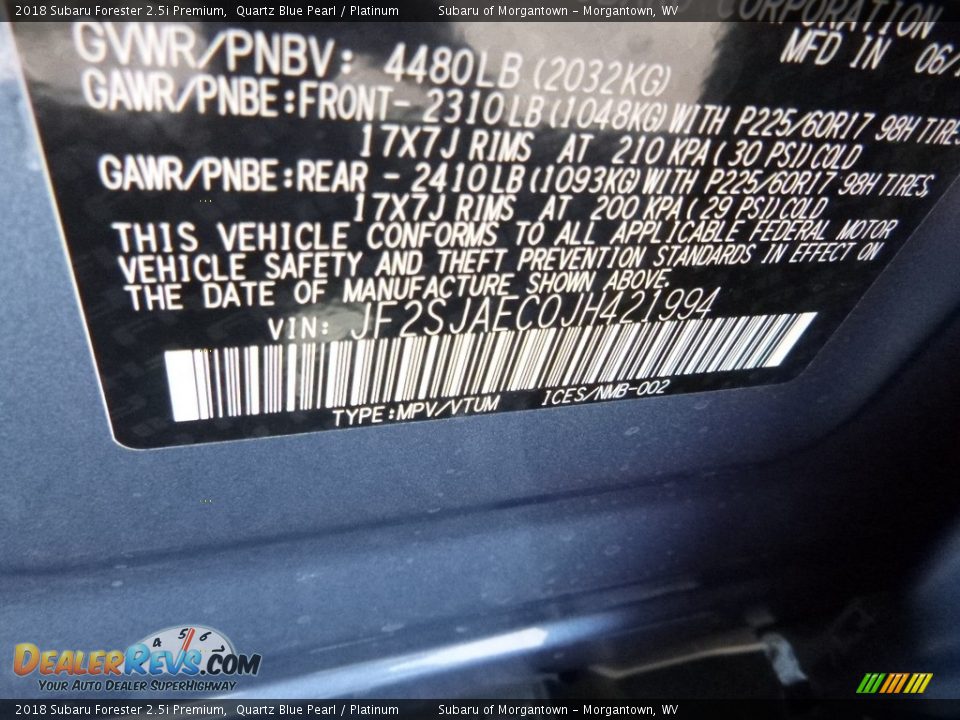 2018 Subaru Forester 2.5i Premium, Quartz Blue Pearl / Platinum Subaru of Morgantown - Morgantown, WV
CORPORATION
MFD IN 06/
GVWR/PNBV: 4480LB (2032KG)
GAWR/PNBE:FRONT- 2310LB(1048KG)WITH P225/60R17 98H TIRES
17X7J RIMS AT 210 KPA( 30 PSI)COLD
GAWR/PNBE:REAR - 2410LB(1093KG)WITH P225/60R17 98H TIRES,
17X7J RIMS AT 200 KPA( 29 PSI)COLD
THIS VEHICLE CONFORMS TO ALL APPLICABLE FEDERAL MOTOR
VEHICLE SAFETY AND THEFT PREVENTION STANDARDS IN EFFECT ON
THE DATE OF MANUFACTURE SHOWN ABOVE.
VIN: JF2SJAEC0JH421994
TYPE:MPV/VTUM ICES/NMB-002
4 5 6
DEALERREVS.COM
YOUR AUTO DEALER SUPERHIGHWAY
2018 Subaru Forester 2.5i Premium, Quartz Blue Pearl / Platinum Subaru of Morgantown - Morgantown, WV